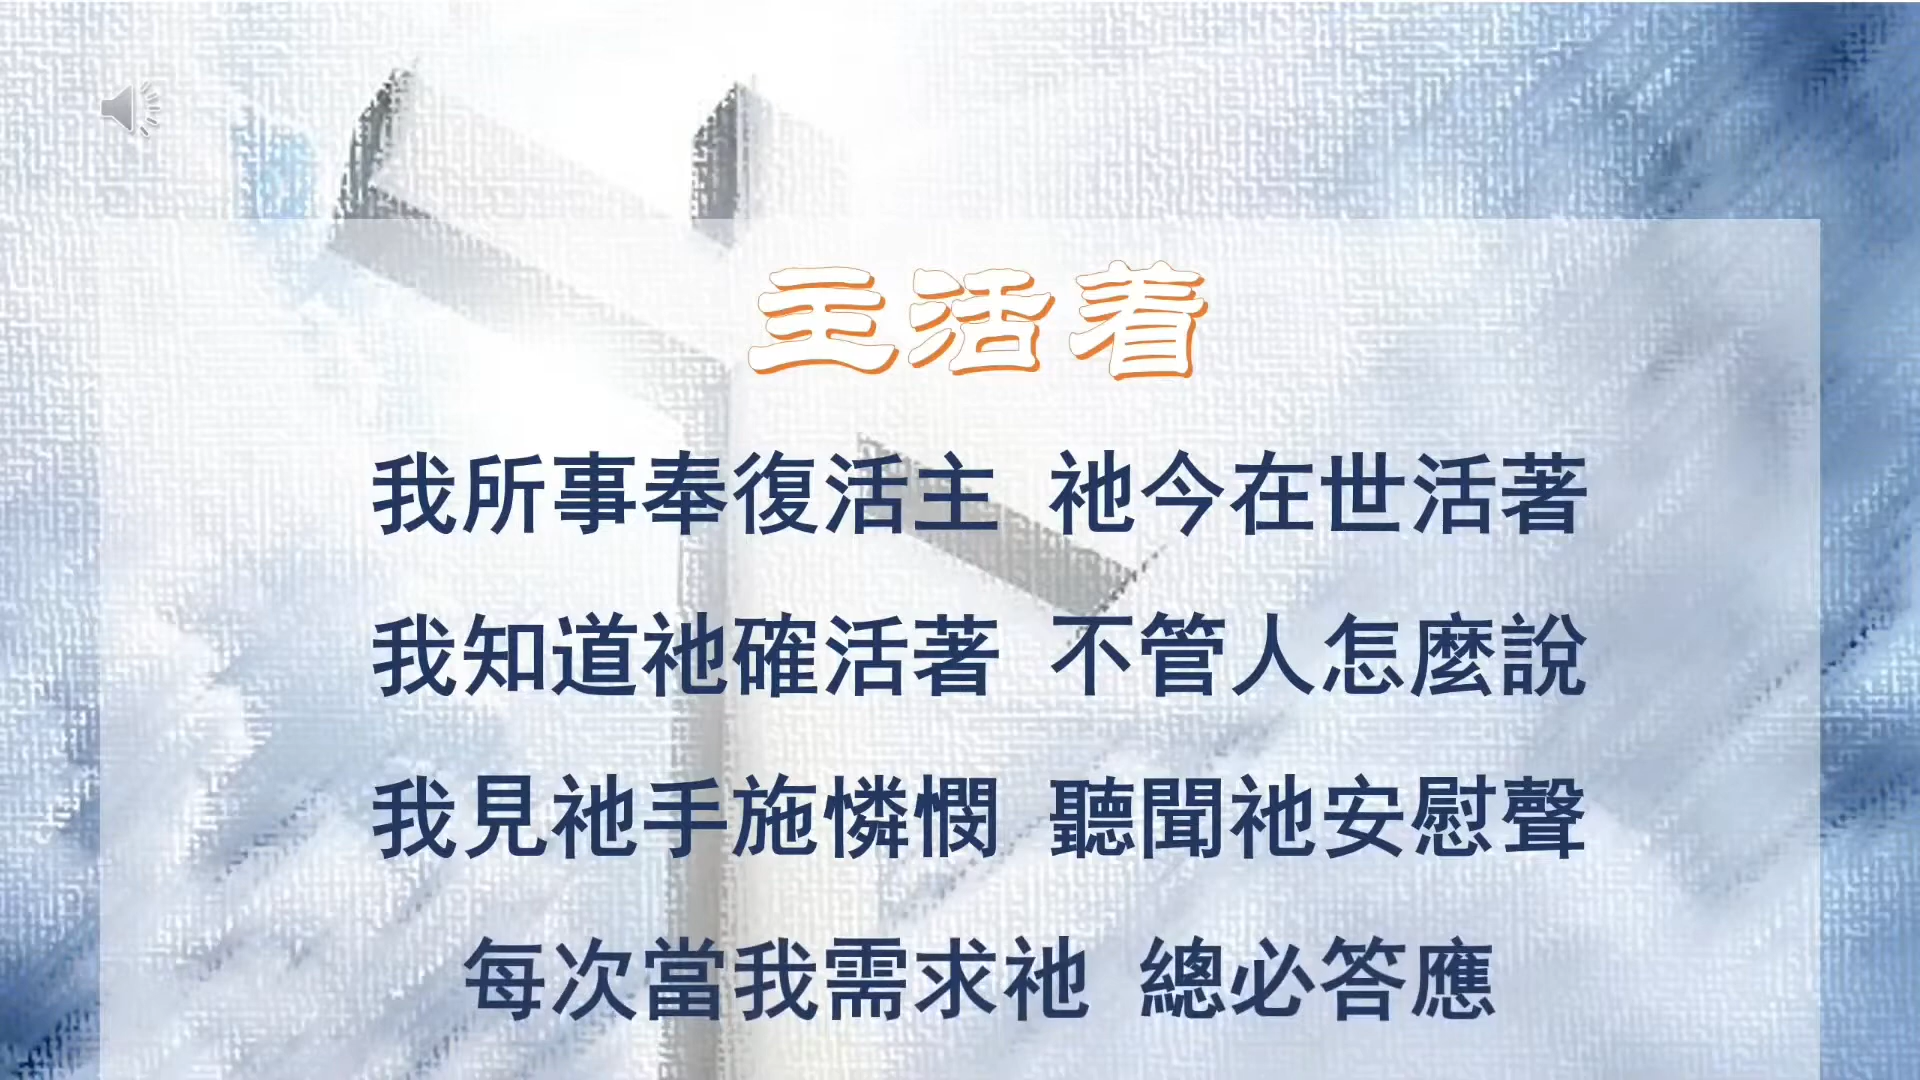 主活着
我所事奉復活主 祂今在世活著
我知道祂確活著 不管人怎麼說
我見祂手施憐憫 聽聞祂安慰聲
每次當我需求祂 總必答應